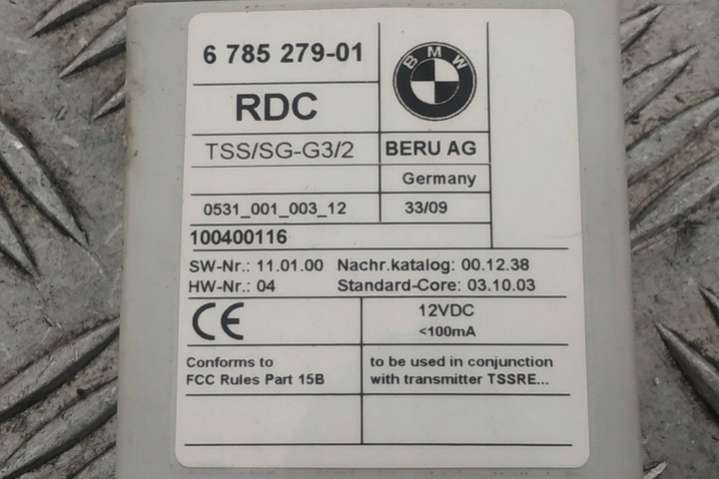 6 785 279-01
BMW
RDC
TSS/SG-G3/2
BERU AG
Germany
0531_001_003_12
33/09
100400116
SW-Nr.: 11.01.00 Nachr.katalog: 00.12.38
HW-Nr.: 04 Standard-Core: 03.10.03
CE
12VDC
<100mA
Conforms to
FCC Rules Part 15B
to be used in conjunction
with transmitter TSSRE...